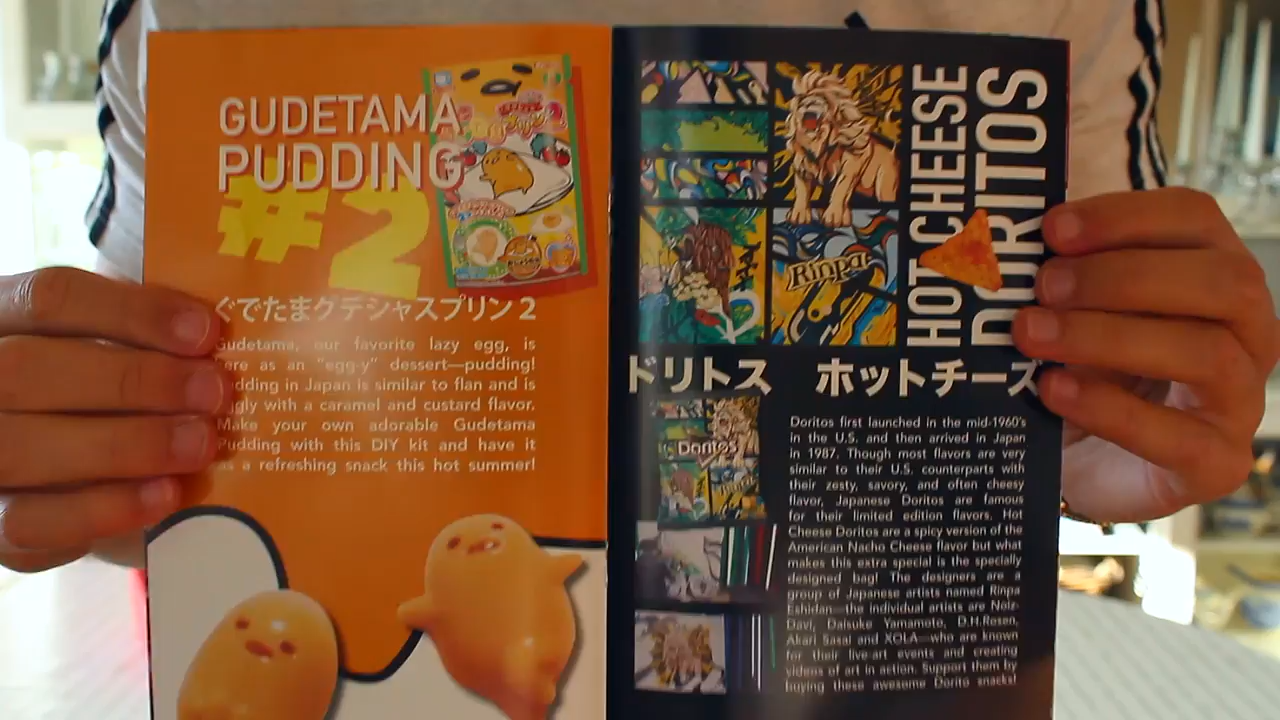 GUDETAMA
PUDDING
#2
ぐでたまグデシャスプリン2
Gudetama, our favorite lazy egg, is
here as an "egg-y" dessert—pudding!
Pudding in Japan is similar to flan and is
jiggly with a caramel and custard flavor.
Make your own adorable Gudetama
Pudding with this DIY kit and have it
as a refreshing snack this hot summer!
HOT CHEESE
DORITOS
Rinpa
ドリトス ホットチーズ
Doritos
Rinpa
Doritos first launched in the mid-1960's
in the U.S. and then arrived in Japan
in 1987. Though most flavors are very
similar to their U.S. counterparts with
their zesty, savory, and often cheesy
flavor, Japanese Doritos are famous
for their limited edition flavors. Hot
Cheese Doritos are a spicy version of the
American Nacho Cheese flavor but what
makes this extra special is the specially
designed bag! The designers are a
group of Japanese artists named Rinpa
Eshidan—the individual artists are Noir-
Davi, Daisuke Yamamoto, D.H.Rosen,
Akari Sasai and XOLA—who are known
for their live-art events and creating
videos of art in action. Support them by
buying these awesome Dorito snacks!